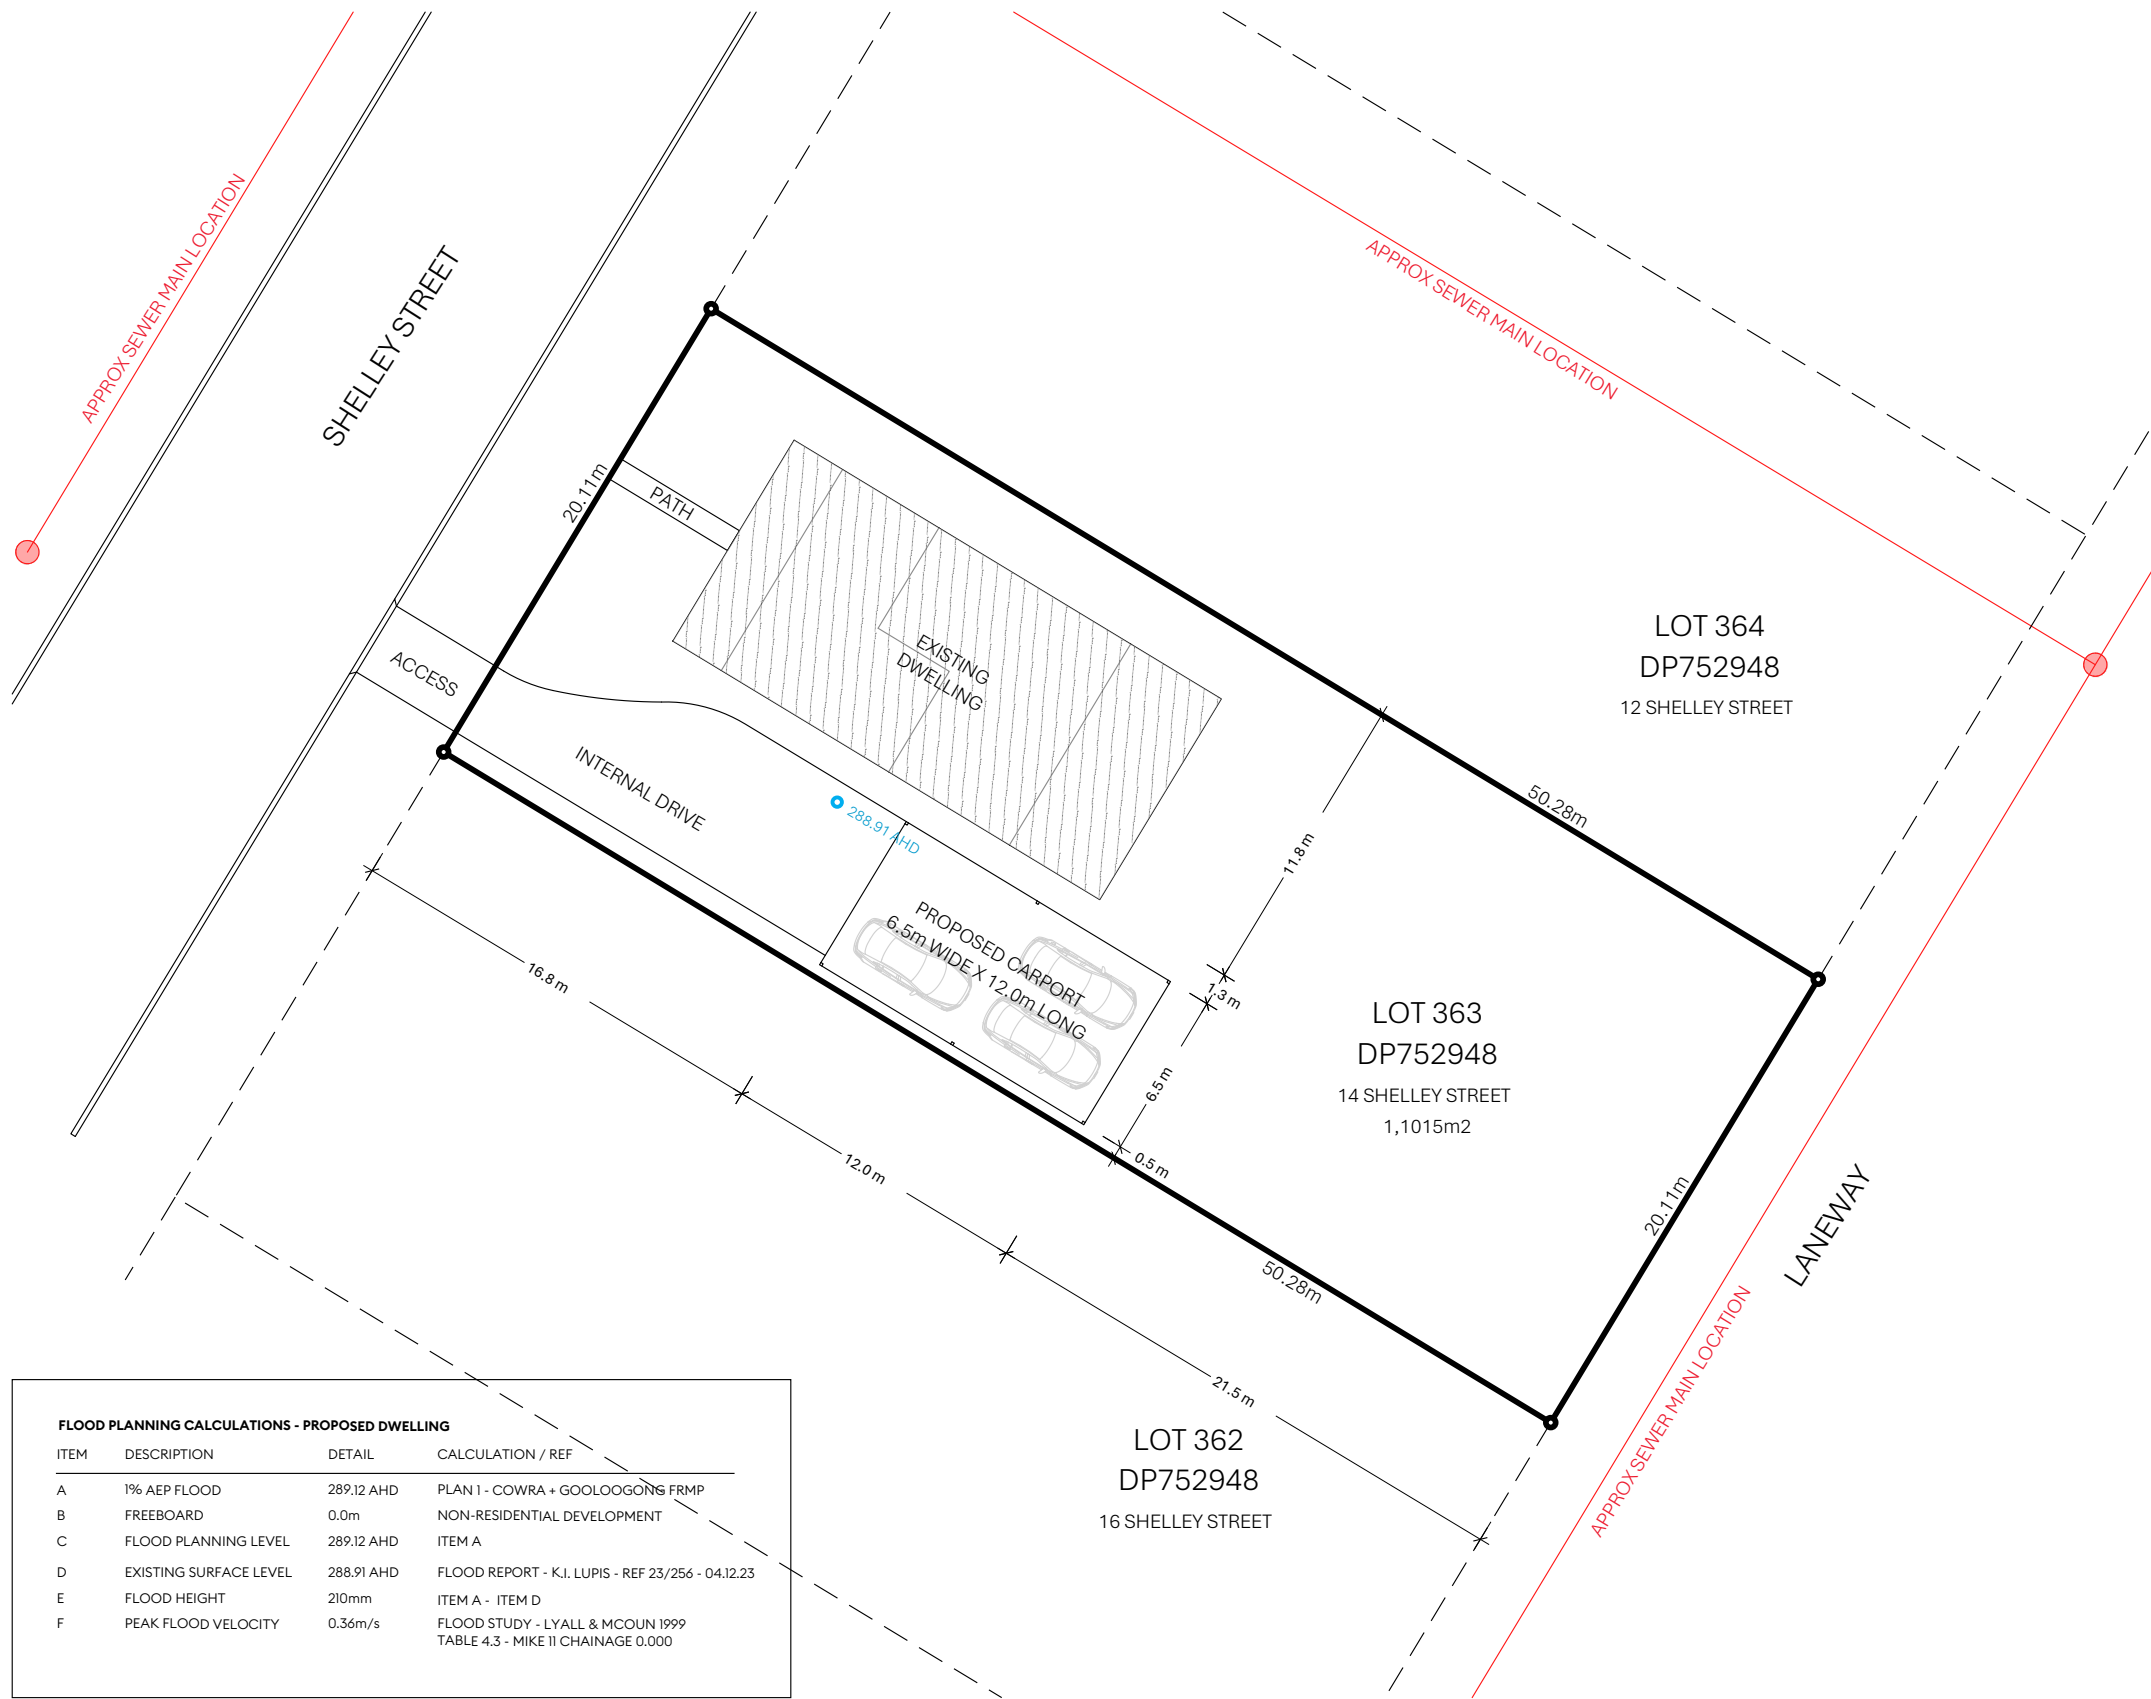 APPROX SEWER MAIN LOCATION
SHELLEY STREET
APPROX SEWER MAIN LOCATION
20.11m
PATH
EXISTING
DWELLING
ACCESS
INTERNAL DRIVE
288.91 AHD
LOT 364
DP752948
12 SHELLEY STREET
50.28m
11.8 m
PROPOSED CARPORT
6.5m WIDE X 12.0m LONG
1.3 m
6.5 m
0.5 m
16.8 m
12.0 m
21.5 m
LOT 363
DP752948
14 SHELLEY STREET
1,1015m2
20.11m
LANEWAY
50.28m
APPROX SEWER MAIN LOCATION
LOT 362
DP752948
16 SHELLEY STREET
FLOOD PLANNING CALCULATIONS - PROPOSED DWELLING
ITEM DESCRIPTION DETAIL CALCULATION / REF
A 1% AEP FLOOD 289.12 AHD PLAN 1 - COWRA + GOOLOOGONG FRMP
B FREEBOARD 0.0m NON-RESIDENTIAL DEVELOPMENT
C FLOOD PLANNING LEVEL 289.12 AHD ITEM A
D EXISTING SURFACE LEVEL 288.91 AHD FLOOD REPORT - K.I. LUPIS - REF 23/256 - 04.12.23
E FLOOD HEIGHT 210mm ITEM A - ITEM D
F PEAK FLOOD VELOCITY 0.36m/s FLOOD STUDY - LYALL & MCOUN 1999
TABLE 4.3 - MIKE 11 CHAINAGE 0.000